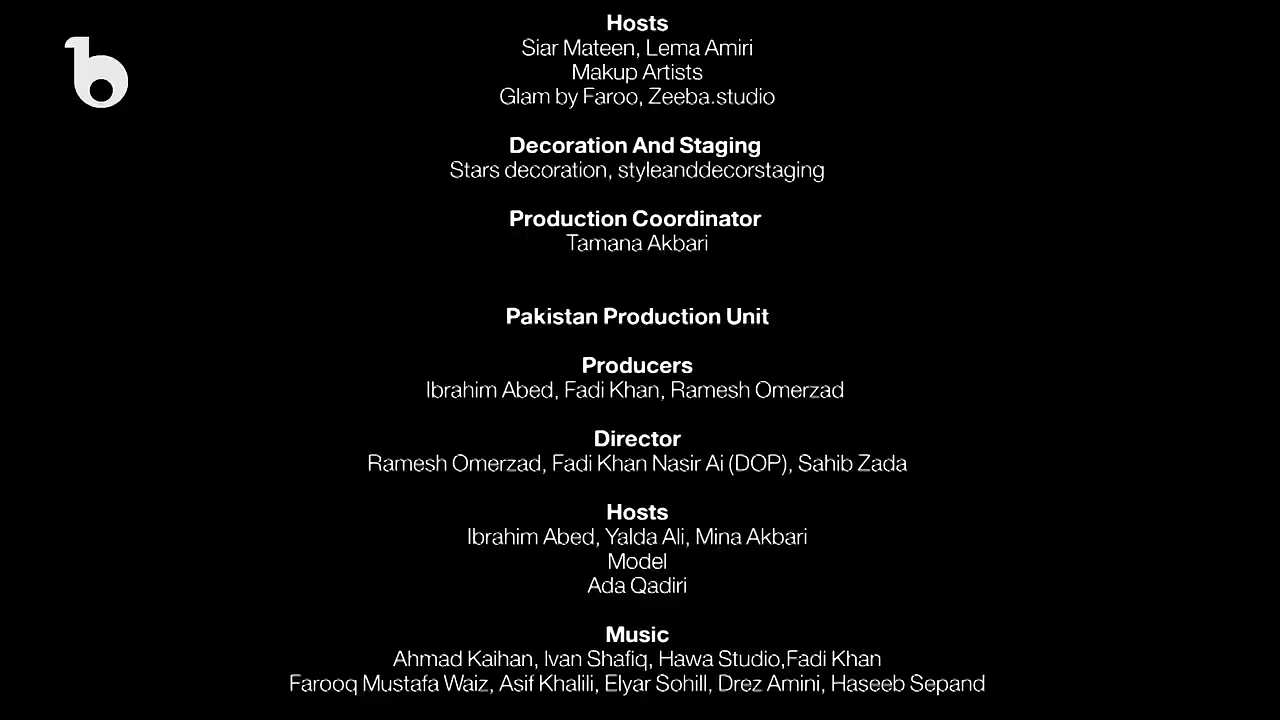 Hosts
Siar Mateen, Lema Amiri
Makup Artists
Glam by Faroo, Zeeba.studio
Decoration And Staging
Stars decoration, styleanddecorstaging
Production Coordinator
Tamana Akbari
Pakistan Production Unit
Producers
Ibrahim Abed, Fadi Khan, Ramesh Omerzad
Director
Ramesh Omerzad, Fadi Khan Nasir Ai (DOP), Sahib Zada
Hosts
Ibrahim Abed, Yalda Ali, Mina Akbari
Model
Ada Qadiri
Music
Ahmad Kaihan, Ivan Shafiq, Hawa Studio,Fadi Khan
Farooq Mustafa Waiz, Asif Khalili, Elyar Sohill, Drez Amini, Haseeb Sepand